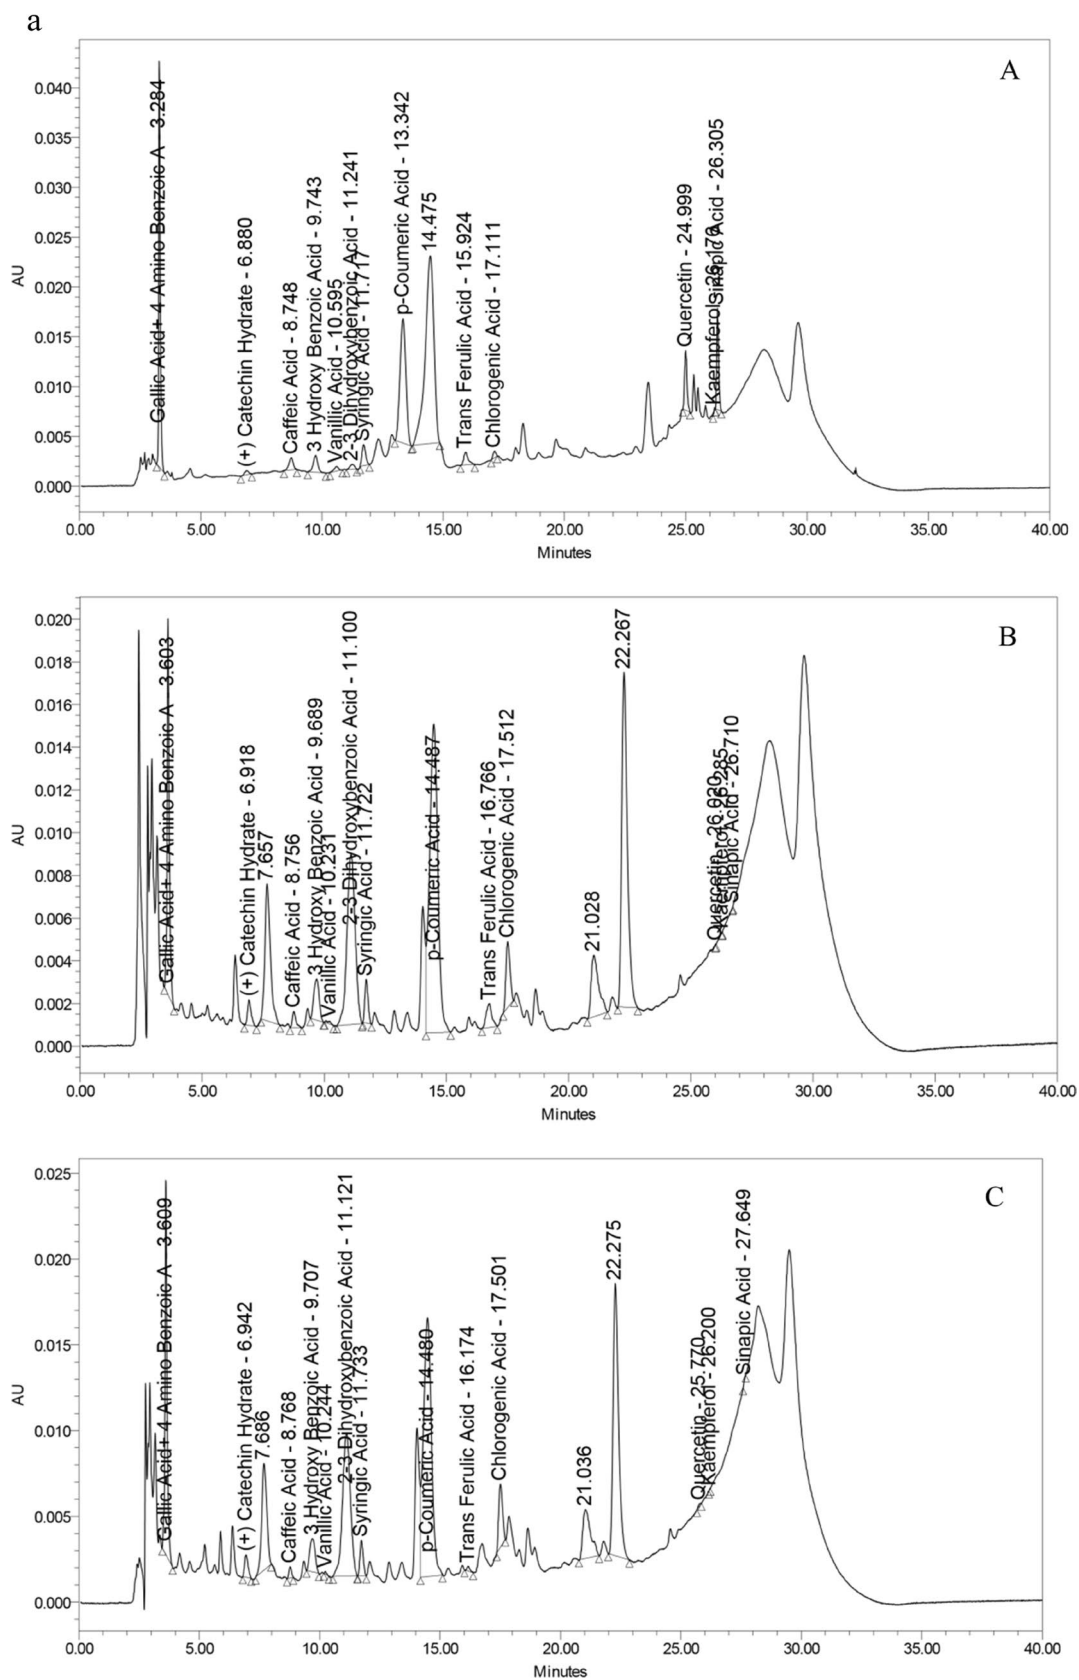 a
A
AU
0.040
0.035
0.030
0.025
0.020
0.015
0.010
0.005
0.000
Gallic Acid+ 4 Amino Benzoic A - 3.284
(+) Catechin Hydrate - 6.880
Caffeic Acid - 8.748
3 Hydroxy Benzoic Acid - 9.743
Vanillic Acid - 10.595
2-3 Dihydroxybenzoic Acid - 11.241
Syringic Acid - 11.717
p-Coumeric Acid - 13.342
14.475
Trans Ferulic Acid - 15.924
Chlorogenic Acid - 17.111
Quercetin - 24.999
Kaempferol - 26.176
Sinapic Acid - 26.305
0.00 5.00 10.00 15.00 20.00 25.00 30.00 35.00 40.00
Minutes
B
AU
0.020
0.018
0.016
0.014
0.012
0.010
0.008
0.006
0.004
0.002
0.000
Gallic Acid+ 4 Amino Benzoic A - 3.603
(+) Catechin Hydrate - 6.918
7.657
Caffeic Acid - 8.756
3 Hydroxy Benzoic Acid - 9.689
Vanillic Acid - 10.231
2-3 Dihydroxybenzoic Acid - 11.100
Syringic Acid - 11.722
p-Coumeric Acid - 14.487
Trans Ferulic Acid - 16.766
Chlorogenic Acid - 17.512
21.028
22.267
Quercetin - 26.020
Kaempferol - 26.285
Sinapic Acid - 26.710
0.00 5.00 10.00 15.00 20.00 25.00 30.00 35.00 40.00
Minutes
C
AU
0.025
0.020
0.015
0.010
0.005
0.000
Gallic Acid+ 4 Amino Benzoic A - 3.609
(+) Catechin Hydrate - 6.942
7.686
Caffeic Acid - 8.768
3 Hydroxy Benzoic Acid - 9.707
Vanillic Acid - 10.244
2-3 Dihydroxybenzoic Acid - 11.121
Syringic Acid - 11.733
p-Coumeric Acid - 14.480
Trans Ferulic Acid - 16.174
Chlorogenic Acid - 17.501
21.036
22.275
Quercetin - 25.770
Kaempferol - 26.200
Sinapic Acid - 27.649
0.00 5.00 10.00 15.00 20.00 25.00 30.00 35.00 40.00
Minutes